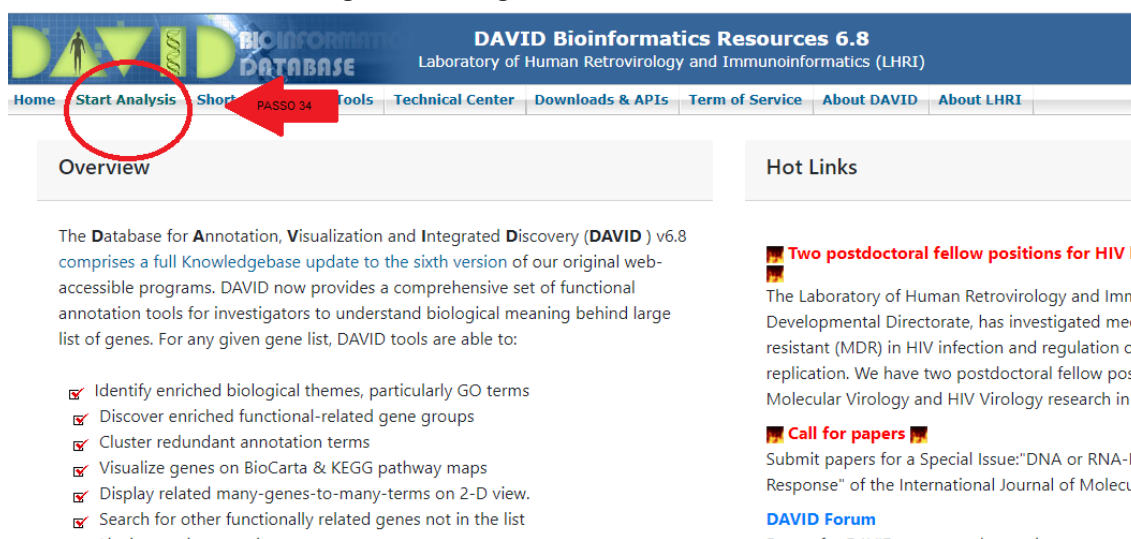 DAVID BIOINFORMATIC
DATABASE
DAVID Bioinformatics Resources 6.8
Laboratory of Human Retrovirology and Immunoinformatics (LHRI)
Home Start Analysis Short PASSO 34 Tools Technical Center Downloads & APIs Term of Service About DAVID About LHRI
Overview
The Database for Annotation, Visualization and Integrated Discovery (DAVID ) v6.8
comprises a full Knowledgebase update to the sixth version of our original web-
accessible programs. DAVID now provides a comprehensive set of functional
annotation tools for investigators to understand biological meaning behind large
list of genes. For any given gene list, DAVID tools are able to:
Identify enriched biological themes, particularly GO terms
Discover enriched functional-related gene groups
Cluster redundant annotation terms
Visualize genes on BioCarta & KEGG pathway maps
Display related many-genes-to-many-terms on 2-D view.
Search for other functionally related genes not in the list
Hot Links
Two postdoctoral fellow positions for HIV
The Laboratory of Human Retrovirology and Imm
Developmental Directorate, has investigated me
resistant (MDR) in HIV infection and regulation
replication. We have two postdoctoral fellow pos
Molecular Virology and HIV Virology research in
Call for papers
Submit papers for a Special Issue:"DNA or RNA-
Response" of the International Journal of Molecu
DAVID Forum